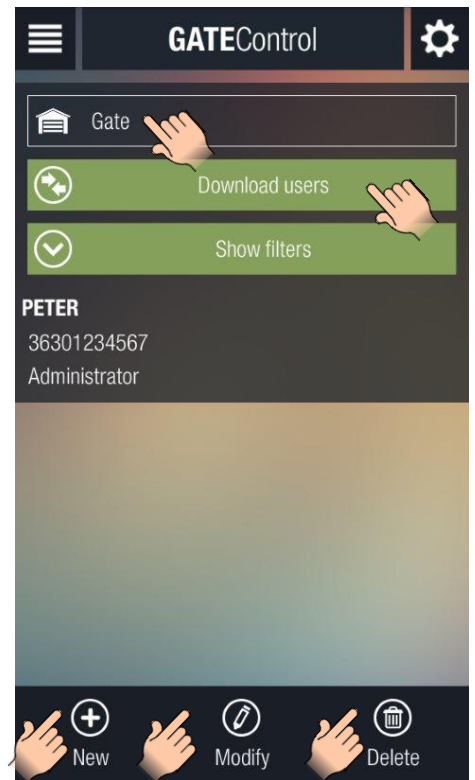 GATEControl
Gate
Download users
Show filters
PETER
36301234567
Administrator
New Modify Delete